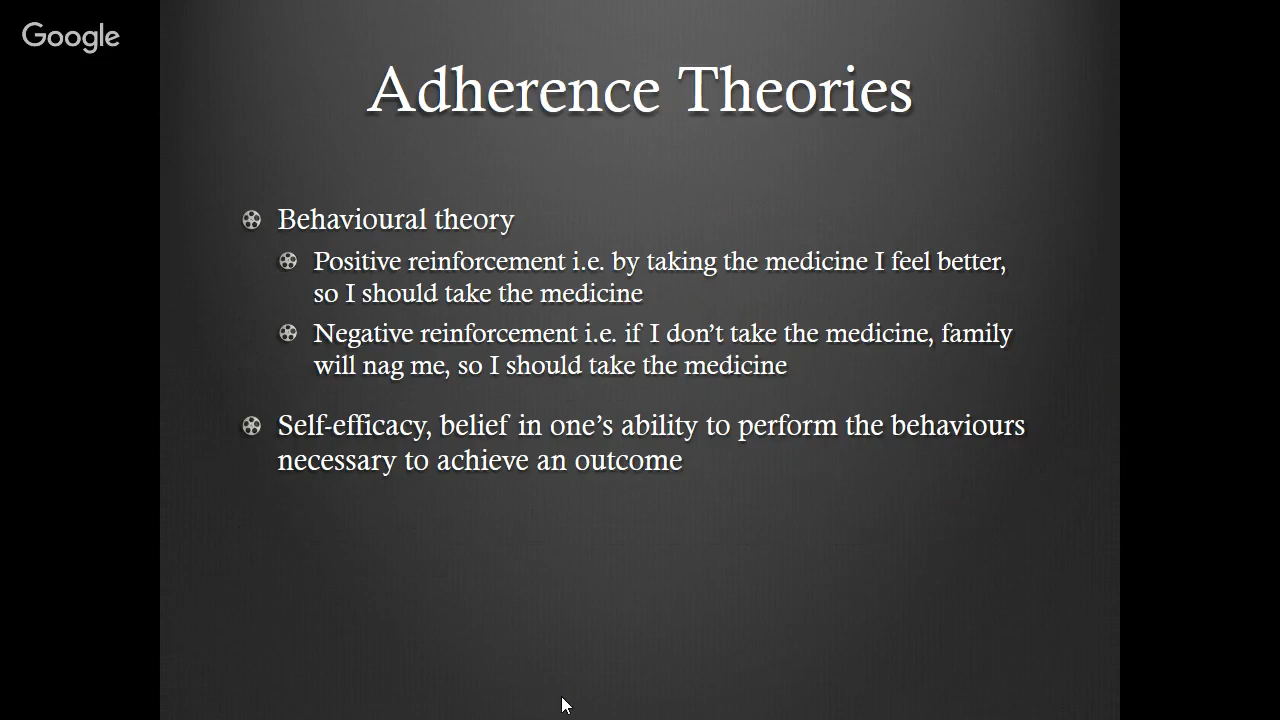 Google
Adherence Theories
Behavioural theory
Positive reinforcement i.e. by taking the medicine I feel better,
so I should take the medicine
Negative reinforcement i.e. if I don’t take the medicine, family
will nag me, so I should take the medicine
Self-efficacy, belief in one’s ability to perform the behaviours
necessary to achieve an outcome